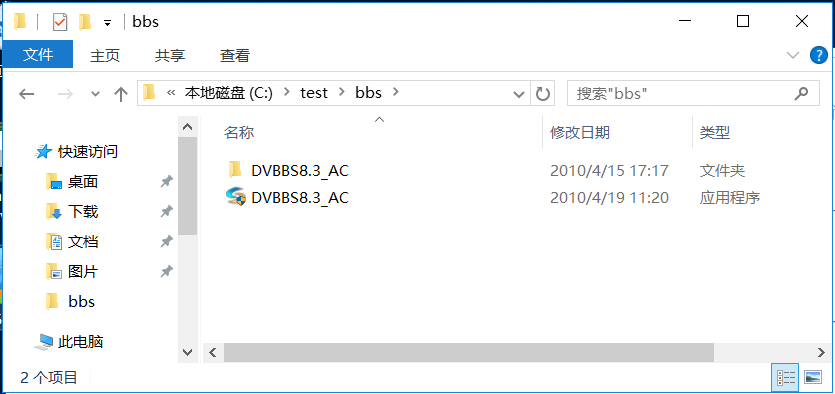 bbs
文件 主页 共享 查看 ?
« 本地磁盘 (C:) test bbs 搜索"bbs"
名称 修改日期 类型
快速访问
桌面
下载
文档
图片
bbs
此电脑
DVBBS8.3_AC 2010/4/15 17:17 文件夹
DVBBS8.3_AC 2010/4/19 11:20 应用程序
2 个项目